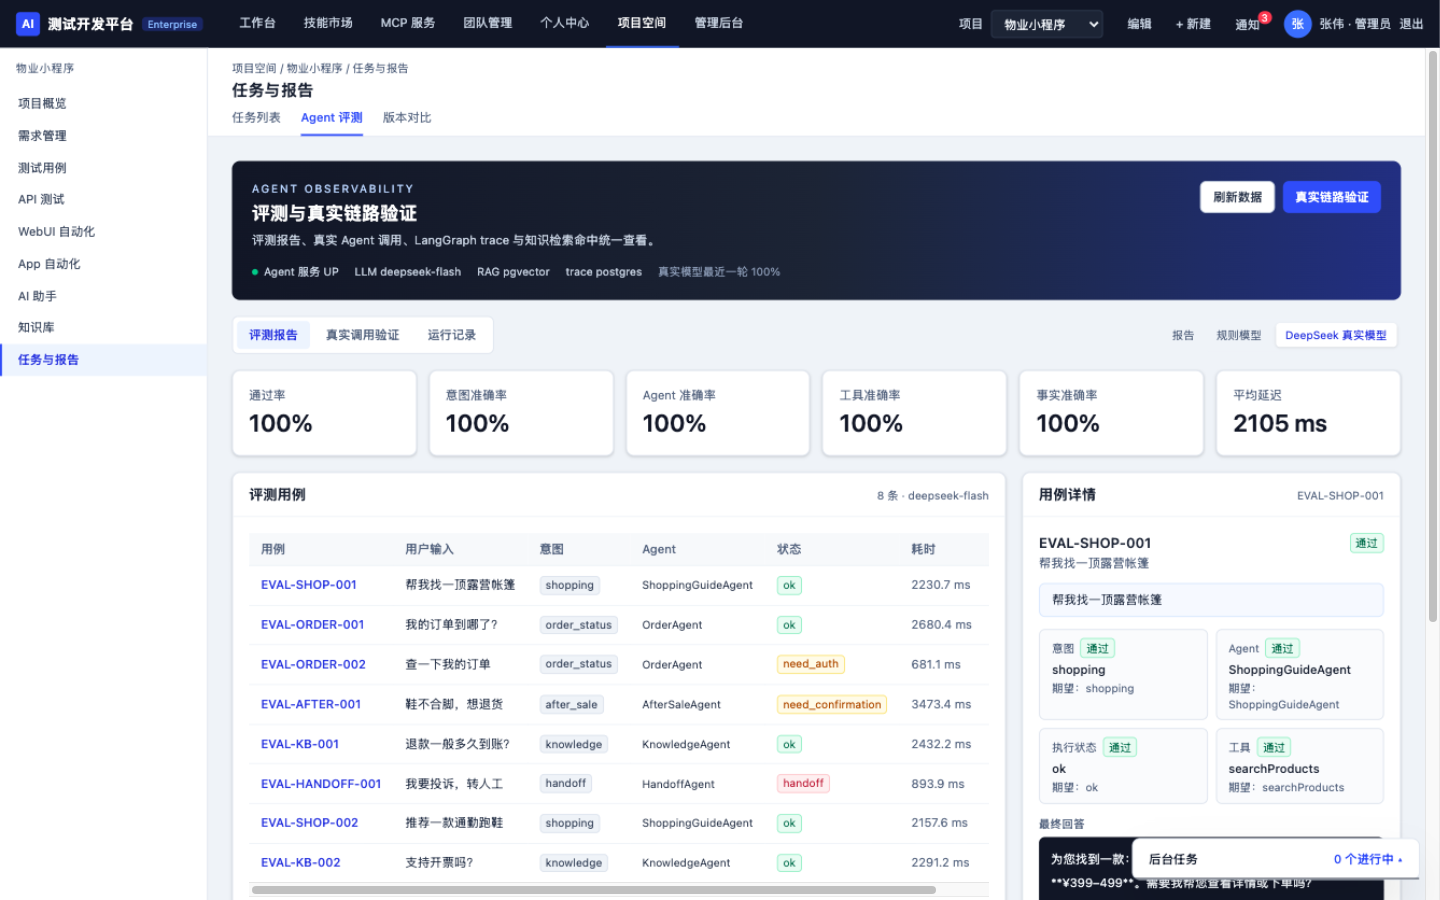 AI 测试开发平台 Enterprise 工作台 技能市场 MCP 服务 团队管理 个人中心 项目空间 管理后台 项目 物业小程序 编辑 + 新建 通知 3 张 张伟 · 管理员 退出
物业小程序
项目概览
需求管理
测试用例
API 测试
WebUI 自动化
App 自动化
AI 助手
知识库
任务与报告
项目空间 / 物业小程序 / 任务与报告
任务与报告
任务列表 Agent 评测 版本对比
AGENT OBSERVABILITY
评测与真实链路验证
评测报告、真实 Agent 调用、LangGraph trace 与知识检索命中统一查看。
Agent 服务 UP LLM deepseek-flash RAG pgvector trace postgres 真实模型最近一轮 100%
刷新数据 真实链路验证
评测报告 真实调用验证 运行记录 报告 规则模型 DeepSeek 真实模型
通过率 意图准确率 Agent 准确率 工具准确率 事实准确率 平均延迟
100% 100% 100% 100% 100% 2105 ms
评测用例 8 条 · deepseek-flash
用例 用户输入 意图 Agent 状态 耗时
EVAL-SHOP-001 帮我找一顶露营帐篷 shopping ShoppingGuideAgent ok 2230.7 ms
EVAL-ORDER-001 我的订单到哪了? order_status OrderAgent ok 2680.4 ms
EVAL-ORDER-002 查一下我的订单 order_status OrderAgent need_auth 681.1 ms
EVAL-AFTER-001 鞋不合脚，想退货 after_sale AfterSaleAgent need_confirmation 3473.4 ms
EVAL-KB-001 退款一般多久到账? knowledge KnowledgeAgent ok 2432.2 ms
EVAL-HANDOFF-001 我要投诉，转人工 handoff HandoffAgent handoff 893.9 ms
EVAL-SHOP-002 推荐一款通勤跑鞋 shopping ShoppingGuideAgent ok 2157.6 ms
EVAL-KB-002 支持开票吗? knowledge KnowledgeAgent ok 2291.2 ms
用例详情 EVAL-SHOP-001
EVAL-SHOP-001 通过
帮我找一顶露营帐篷
帮我找一顶露营帐篷
意图 通过
shopping
期望：shopping
Agent 通过
ShoppingGuideAgent
期望：
ShoppingGuideAgent
执行状态 通过
ok
期望：ok
工具 通过
searchProducts
期望：searchProducts
最终回答
为您找到一款：
**¥399–499**。需要我帮您查看详情或下单吗?
后台任务 0 个进行中